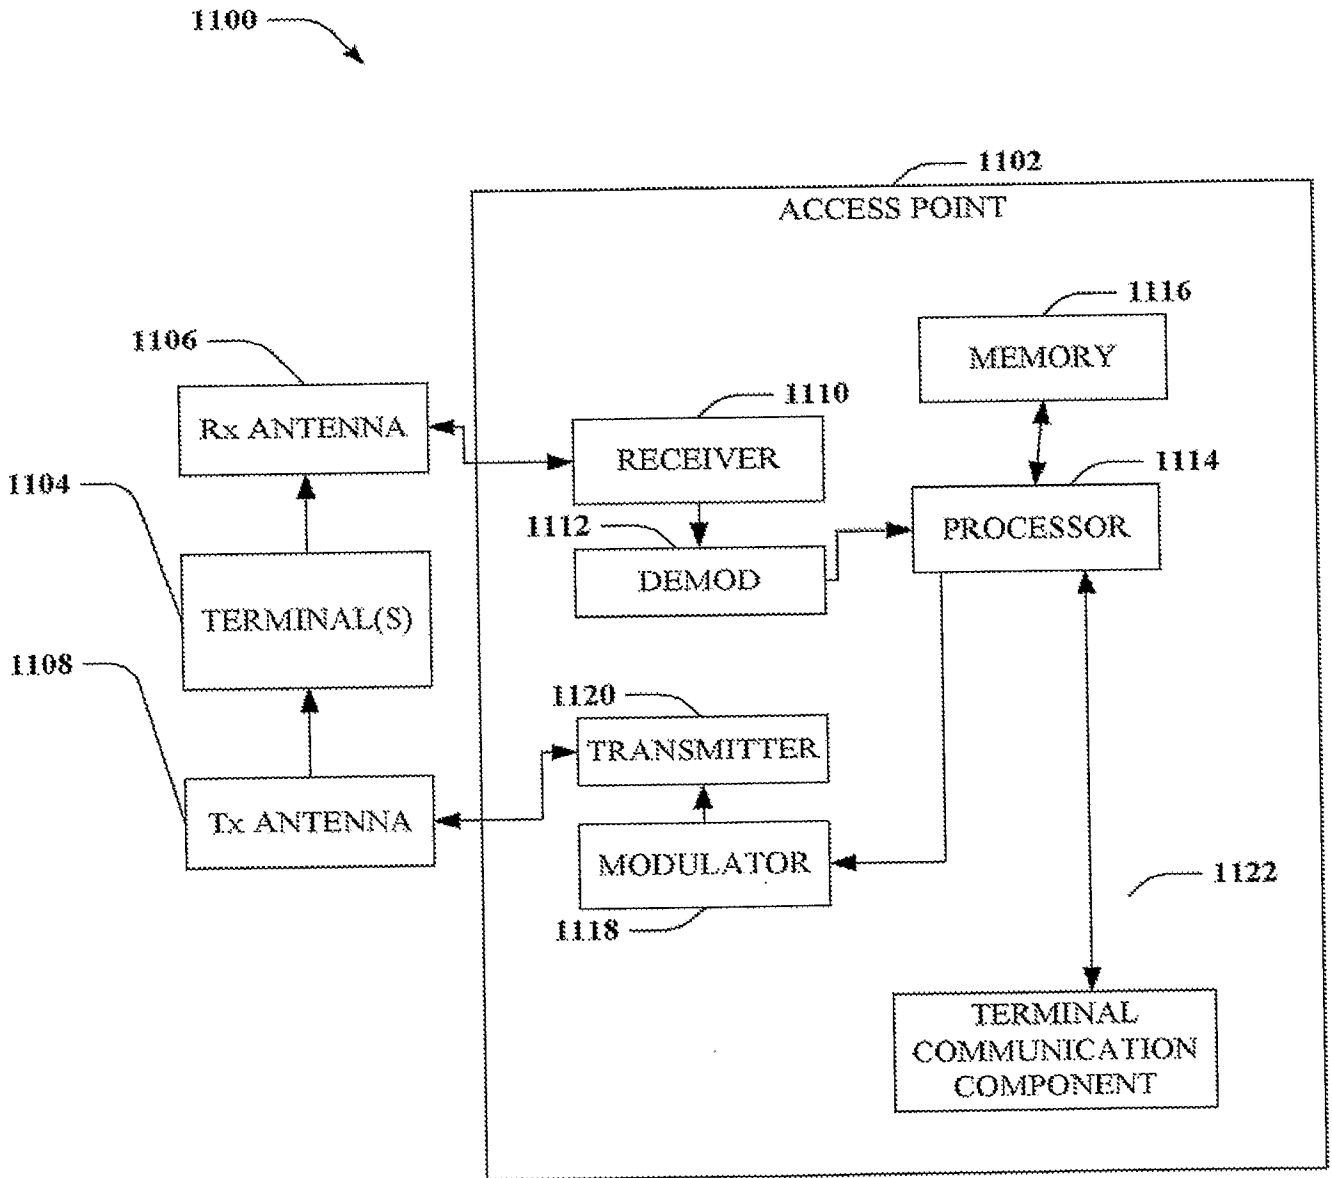 1100
1102
ACCESS POINT
1116
MEMORY
1106
Rx ANTENNA
1110
RECEIVER
1114
PROCESSOR
1104
1112
DEMOD
TERMINAL(S)
1108
1120
TRANSMITTER
Tx ANTENNA
MODULATOR
1118
1122
TERMINAL
COMMUNICATION
COMPONENT